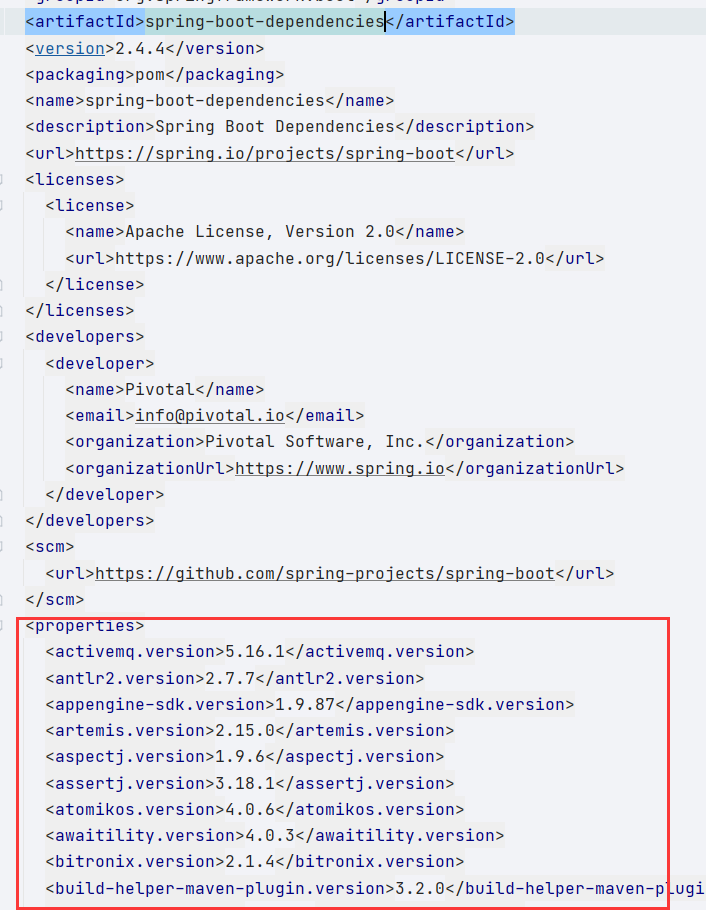 <artifactId>spring-boot-dependencies</artifactId>
<version>2.4.4</version>
<packaging>pom</packaging>
<name>spring-boot-dependencies</name>
<description>Spring Boot Dependencies</description>
<url>https://spring.io/projects/spring-boot</url>
<licenses>
<license>
<name>Apache License, Version 2.0</name>
<url>https://www.apache.org/licenses/LICENSE-2.0</url>
</license>
</licenses>
<developers>
<developer>
<name>Pivotal</name>
<email>info@pivotal.io</email>
<organization>Pivotal Software, Inc.</organization>
<organizationUrl>https://www.spring.io</organizationUrl>
</developer>
</developers>
<scm>
<url>https://github.com/spring-projects/spring-boot</url>
</scm>
<properties>
<activemq.version>5.16.1</activemq.version>
<antlr2.version>2.7.7</antlr2.version>
<appengine-sdk.version>1.9.87</appengine-sdk.version>
<artemis.version>2.15.0</artemis.version>
<aspectj.version>1.9.6</aspectj.version>
<assertj.version>3.18.1</assertj.version>
<atomikos.version>4.0.6</atomikos.version>
<awaitility.version>4.0.3</awaitility.version>
<bitronix.version>2.1.4</bitronix.version>
<build-helper-maven-plugin.version>3.2.0</build-helper-maven-plugi